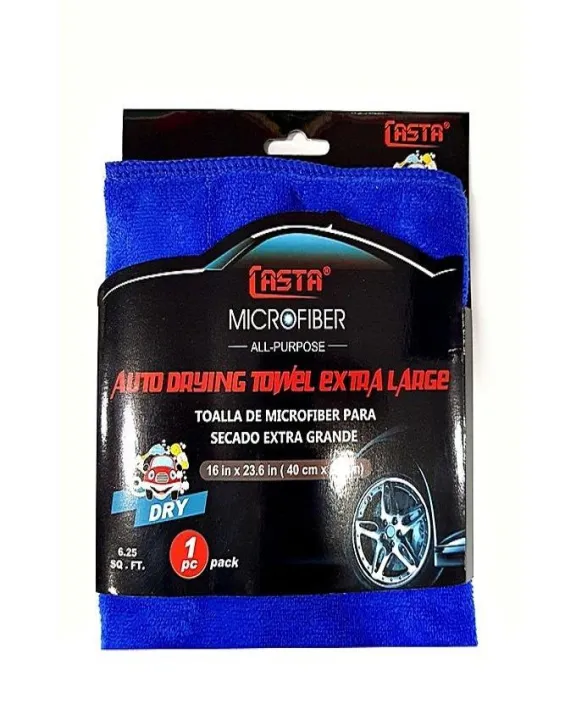 CASTA®
CASTA®
MICROFIBER
ALL-PURPOSE
AUTO DRYING TOWEL EXTRA LARGE
TOALLA DE MICROFIBER PARA
SECADO EXTRA GRANDE
16 in x 23.6 in ( 40 cm x
DRY
6.25
SQ . FT.
1
pc
pack